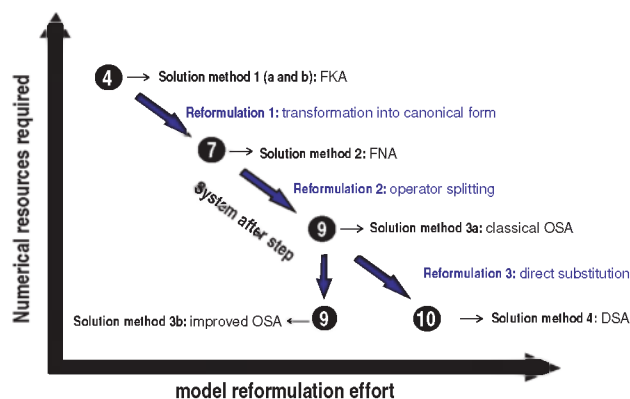 Numerical resources required
4 Solution method 1 (a and b): FKA
Reformulation 1: transformation into canonical form
7 Solution method 2: FNA
Reformulation 2: operator splitting
System after step
9 Solution method 3a: classical OSA
Reformulation 3: direct substitution
Solution method 3b: improved OSA 9
10 Solution method 4: DSA
model reformulation effort